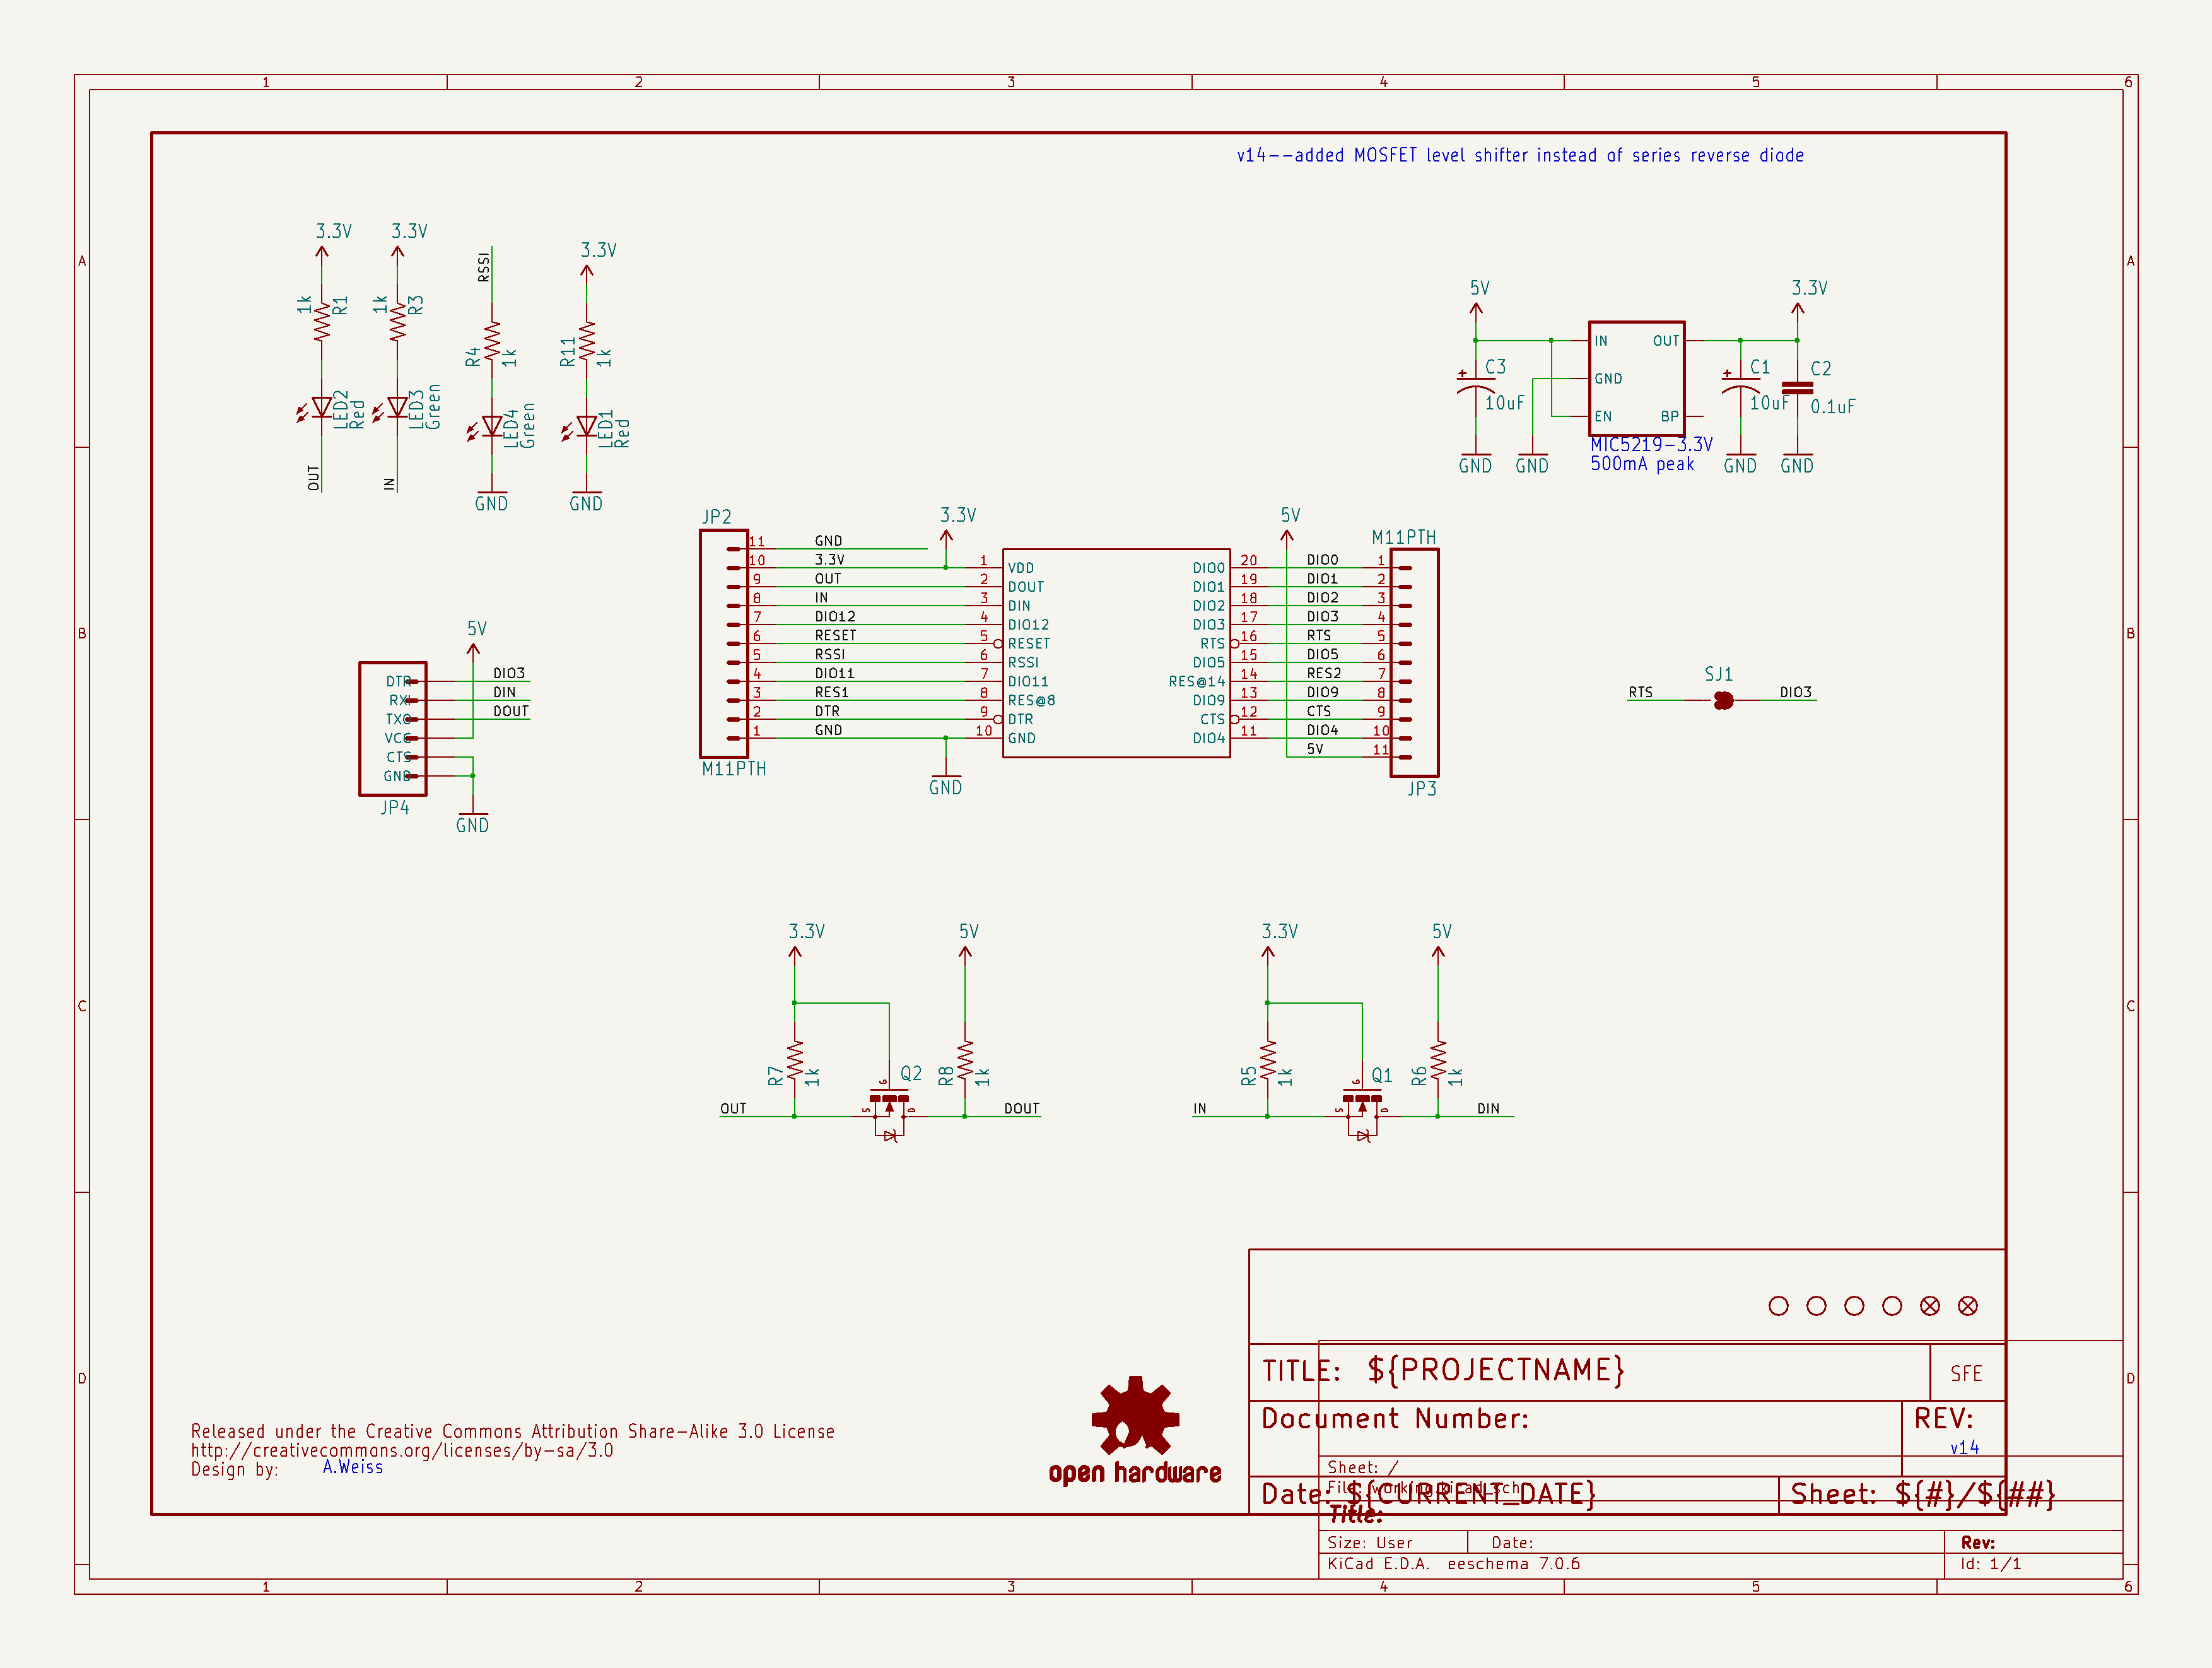 1 2 3 4 5 6
v14--added MOSFET level shifter instead of series reverse diode
A A
B B
C C
D D
3.3V 3.3V RSSI 3.3V
1k R1 1k R3 R4 1k R11 1k
LED2 Red LED3 Green LED4 Green LED1 Red
OUT IN GND GND
5V 3.3V
IN OUT
GND
EN BP
C3 10uF C1 10uF C2 0.1uF
MIC5219-3.3V
500mA peak
GND GND GND GND
JP2 3.3V 5V M11PTH
11 GND
10 3.3V 1 VDD DIO0 20 DIO0 1
9 OUT 2 DOUT DIO1 19 DIO1 2
8 IN 3 DIN DIO2 18 DIO2 3
7 DIO12 4 DIO12 DIO3 17 DIO3 4
6 RESET 5 RESET RTS 16 RTS 5
5 RSSI 6 RSSI DIO5 15 DIO5 6
4 DIO11 7 DIO11 RES@14 14 RES2 7
3 RES1 8 RES@8 DIO9 13 DIO9 8
2 DTR 9 DTR CTS 12 CTS 9
1 GND 10 GND DIO4 11 DIO4 10
5V 11
M11PTH GND JP3
5V
DTR DIO3
RXI DIN
TXO DOUT
VCC
CTS
GND
JP4
GND
SJ1
RTS DIO3
3.3V 5V 3.3V 5V
R7 1k G Q2 R8 1k R5 1k G Q1 R6 1k
OUT S D DOUT IN S D DIN
TITLE: ${PROJECTNAME} SFE
Document Number: REV:
v14
Date: ${CURRENT_DATE} Sheet: ${#}/${##}
Released under the Creative Commons Attribution Share-Alike 3.0 License
http://creativecommons.org/licenses/by-sa/3.0
Design by: A.Weiss
open hardware
Sheet: /
File: working.kicad_sch
Title:
Size: User Date: Rev:
KiCad E.D.A. eeschema 7.0.6 Id: 1/1
1 2 3 4 5 6